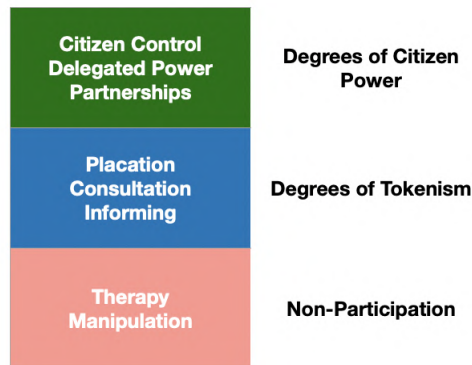 Citizen Control
Delegated Power
Partnerships
Degrees of Citizen
Power
Placation
Consultation
Informing
Degrees of Tokenism
Therapy
Manipulation
Non-Participation